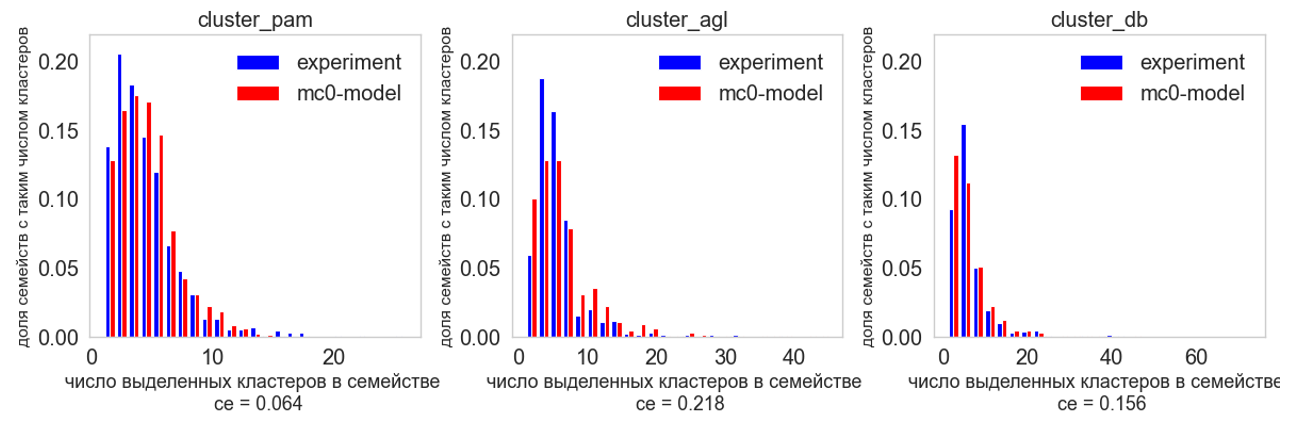 cluster_pam
доля семейств с таким числом кластеров
0.20
0.15
0.10
0.05
0.00
experiment
mc0-model
0
10
20
число выделенных кластеров в семействе
ce = 0.064
cluster_agl
доля семейств с таким числом кластеров
0.20
0.15
0.10
0.05
0.00
experiment
mc0-model
0
10
20
30
40
число выделенных кластеров в семействе
ce = 0.218
cluster_db
доля семейств с таким числом кластеров
0.20
0.15
0.10
0.05
0.00
experiment
mc0-model
0
20
40
60
число выделенных кластеров в семействе
ce = 0.156